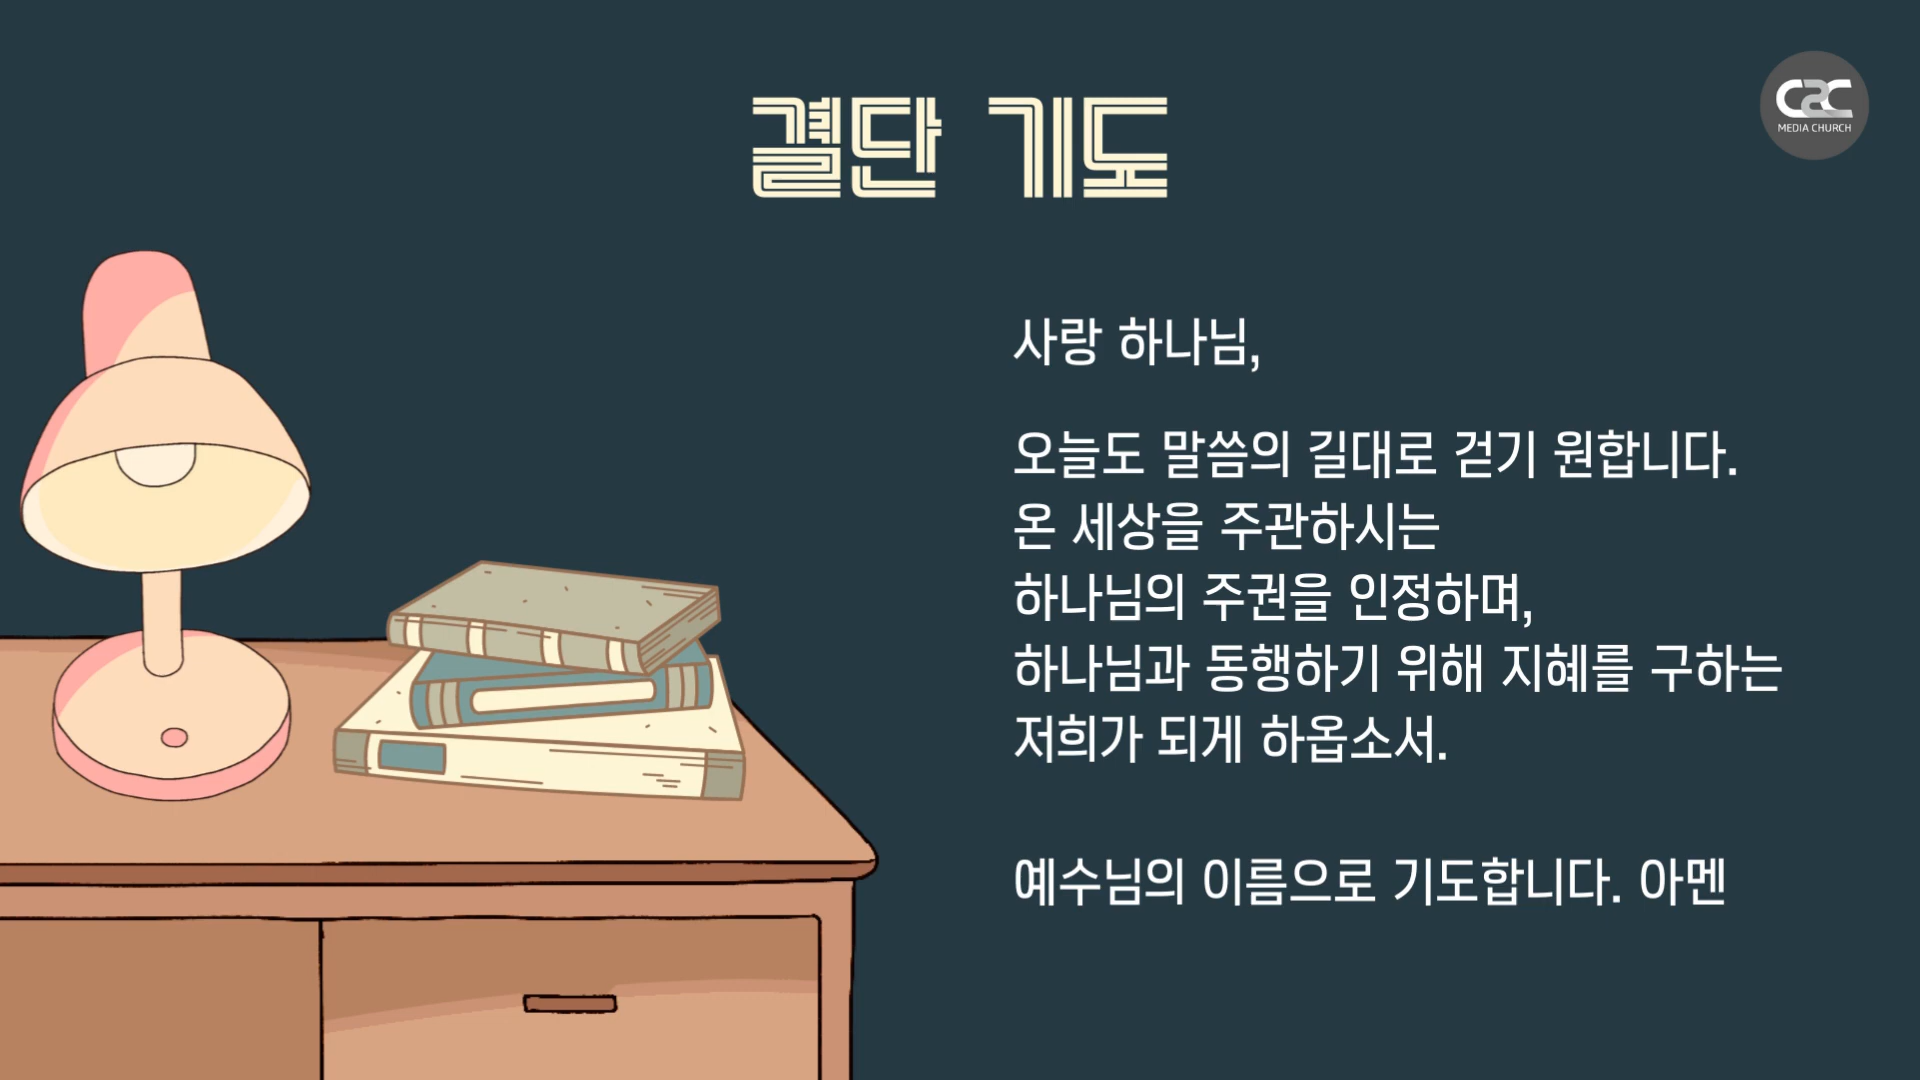 결단 기도
C2C
MEDIA CHURCH
사랑 하나님,
오늘도 말씀의 길대로 걷기 원합니다.
온 세상을 주관하시는
하나님의 주권을 인정하며,
하나님과 동행하기 위해 지혜를 구하는
저희가 되게 하옵소서.
예수님의 이름으로 기도합니다. 아멘